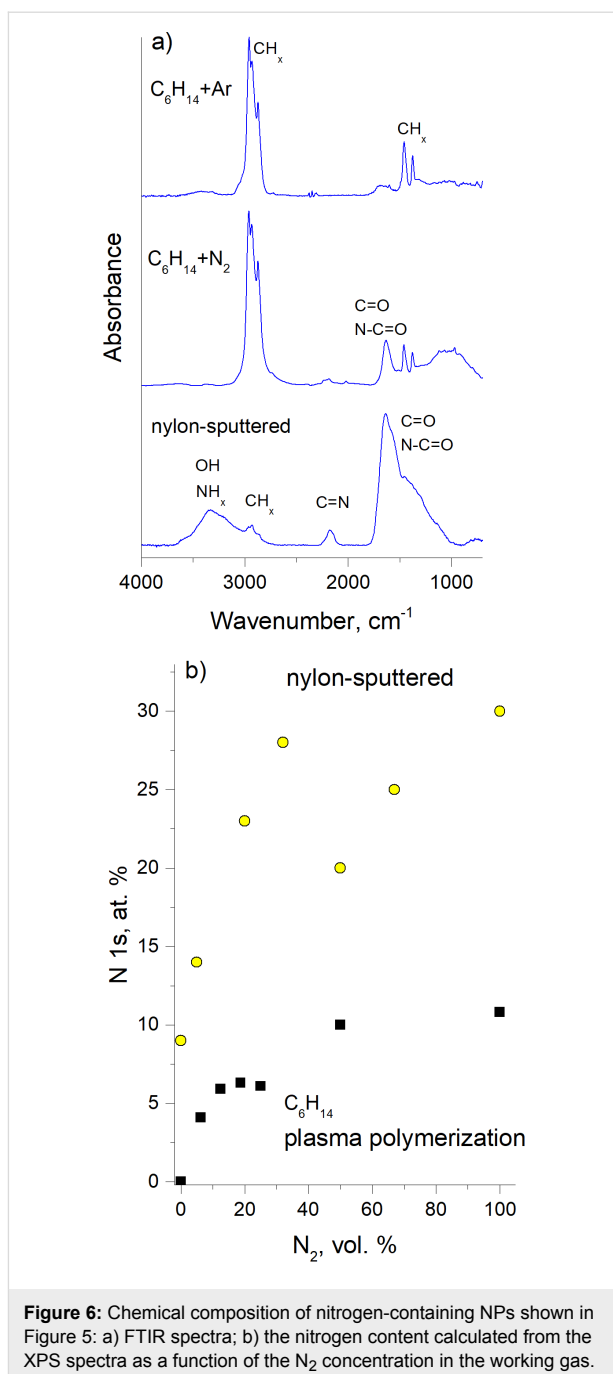 a)
CHₓ
C₆H₁₄+Ar
CHₓ
C₆H₁₄+N₂
C=O
N-C=O
Absorbance
nylon-sputtered
C=O
N-C=O
OH
NHₓ
CHₓ
C=N
4000 3000 2000 1000
Wavenumber, cm⁻¹
b)
nylon-sputtered
30
25
20
15
10
5
0
N 1s, at. %
C₆H₁₄
plasma polymerization
0 20 40 60 80 100
N₂, vol. %
Figure 6: Chemical composition of nitrogen-containing NPs shown in
Figure 5: a) FTIR spectra; b) the nitrogen content calculated from the
XPS spectra as a function of the N₂ concentration in the working gas.